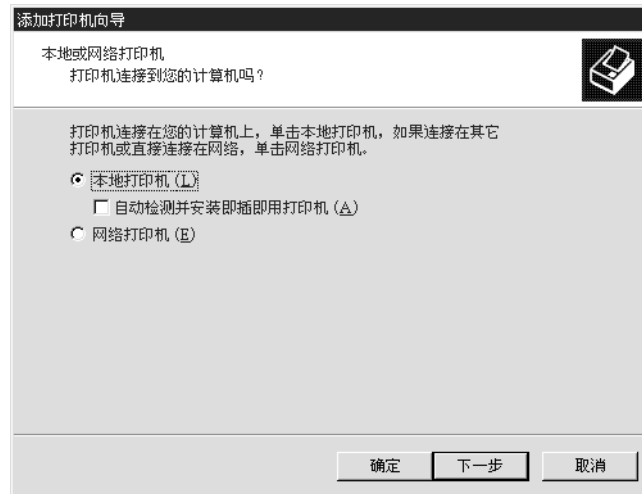 添加打印机向导
本地或网络打印机
打印机连接到您的计算机吗?
打印机连接在您的计算机上，单击本地打印机，如果连接在其它
打印机或直接连接在网络，单击网络打印机。
本地打印机(L)
自动检测并安装即插即用打印机(A)
网络打印机(E)
确定 下一步 取消